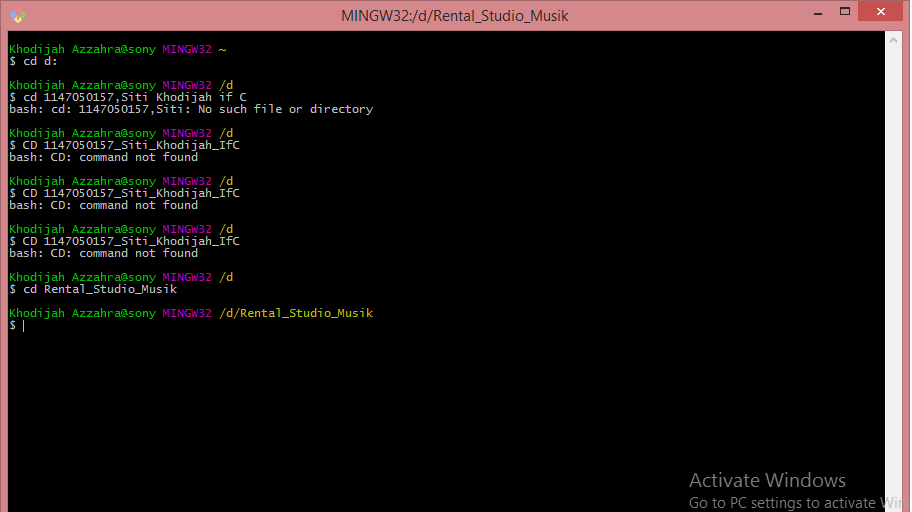 MINGW32:/d/Rental_Studio_Musik
Khodijah Azzahra@sony MINGW32 ~
$ cd d:
Khodijah Azzahra@sony MINGW32 /d
$ cd 1147050157,Siti Khodijah if C
bash: cd: 1147050157,Siti: No such file or directory
Khodijah Azzahra@sony MINGW32 /d
$ CD 1147050157_Siti_Khodijah_IfC
bash: CD: command not found
Khodijah Azzahra@sony MINGW32 /d
$ CD 1147050157_Siti_Khodijah_IfC
bash: CD: command not found
Khodijah Azzahra@sony MINGW32 /d
$ CD 1147050157_Siti_Khodijah_IfC
bash: CD: command not found
Khodijah Azzahra@sony MINGW32 /d
$ cd Rental_Studio_Musik
Khodijah Azzahra@sony MINGW32 /d/Rental_Studio_Musik
$
Activate Windows
Go to PC settings to activate Win